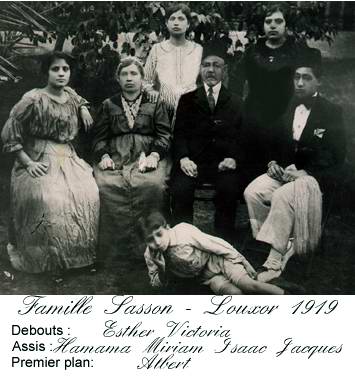 Famille Sasson - Louxor 1919
Debouts : Esther Victoria
Assis : Hamama Miriam Isaac Jacques
Premier plan: Albert